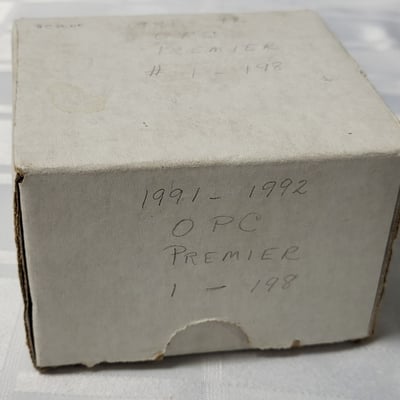 OPC
PREMIER
# 1 - 198
1991 - 1992
OPC
PREMIER
1 - 198